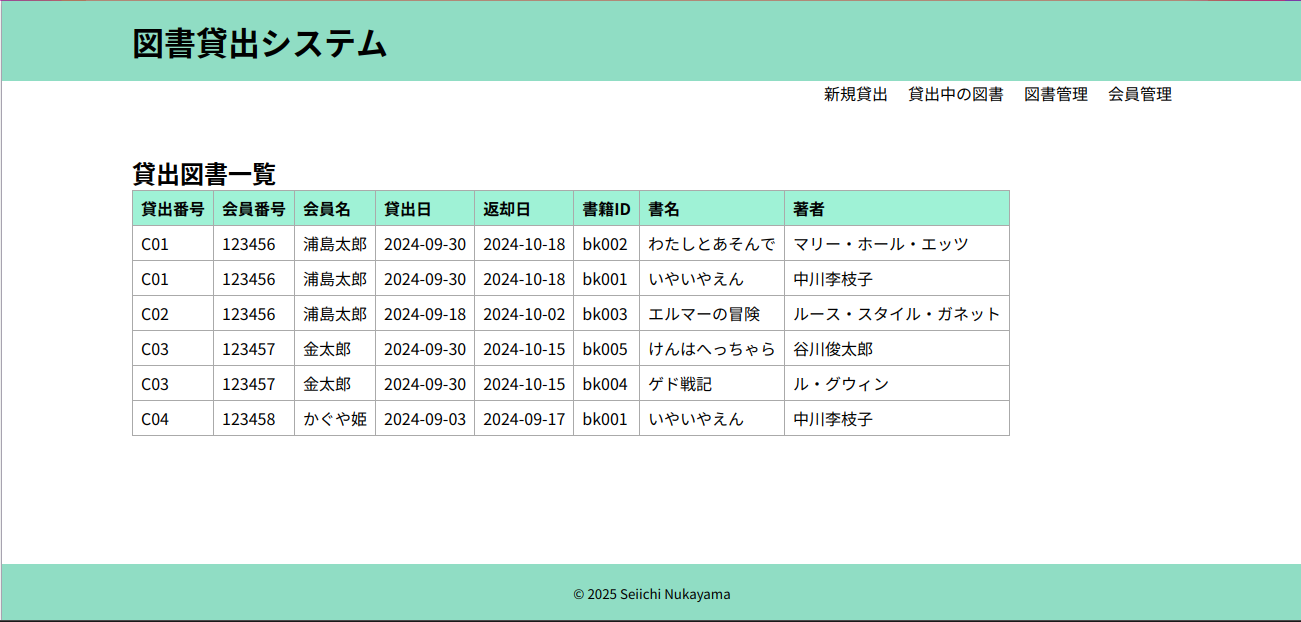 図書貸出システム
新規貸出 貸出中の図書 図書管理 会員管理
貸出図書一覧
貸出番号 会員番号 会員名 貸出日 返却日 書籍ID 書名 著者
C01 123456 浦島太郎 2024-09-30 2024-10-18 bk002 わたしとあそんで マリー・ホール・エッツ
C01 123456 浦島太郎 2024-09-30 2024-10-18 bk001 いやいやえん 中川李枝子
C02 123456 浦島太郎 2024-09-18 2024-10-02 bk003 エルマーの冒険 ルース・スタイル・ガネット
C03 123457 金太郎 2024-09-30 2024-10-15 bk005 けんはへっちゃら 谷川俊太郎
C03 123457 金太郎 2024-09-30 2024-10-15 bk004 ゲド戦記 ル・グウィン
C04 123458 かぐや姫 2024-09-03 2024-09-17 bk001 いやいやえん 中川李枝子
© 2025 Seiichi Nukayama